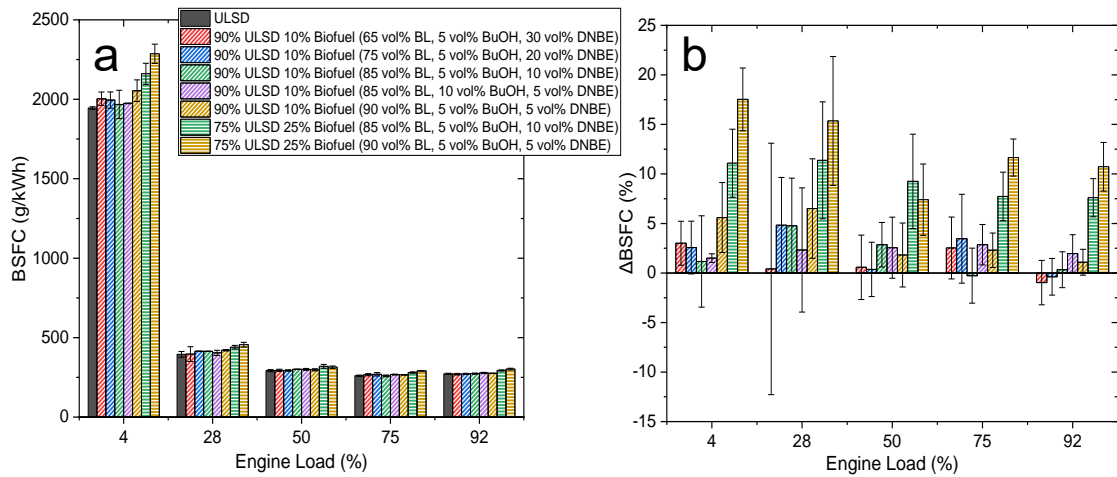 a
BSFC (g/kWh)
2500
2000
1500
1000
500
0
4 28 50 75 92
Engine Load (%)
ULSD
90% ULSD 10% Biofuel (65 vol% BL, 5 vol% BuOH, 30 vol% DNBE)
90% ULSD 10% Biofuel (75 vol% BL, 5 vol% BuOH, 20 vol% DNBE)
90% ULSD 10% Biofuel (85 vol% BL, 5 vol% BuOH, 10 vol% DNBE)
90% ULSD 10% Biofuel (85 vol% BL, 10 vol% BuOH, 5 vol% DNBE)
90% ULSD 10% Biofuel (90 vol% BL, 5 vol% BuOH, 5 vol% DNBE)
75% ULSD 25% Biofuel (85 vol% BL, 5 vol% BuOH, 10 vol% DNBE)
75% ULSD 25% Biofuel (90 vol% BL, 5 vol% BuOH, 5 vol% DNBE)
b
ΔBSFC (%)
25
20
15
10
5
0
-5
-10
-15
4 28 50 75 92
Engine Load (%)